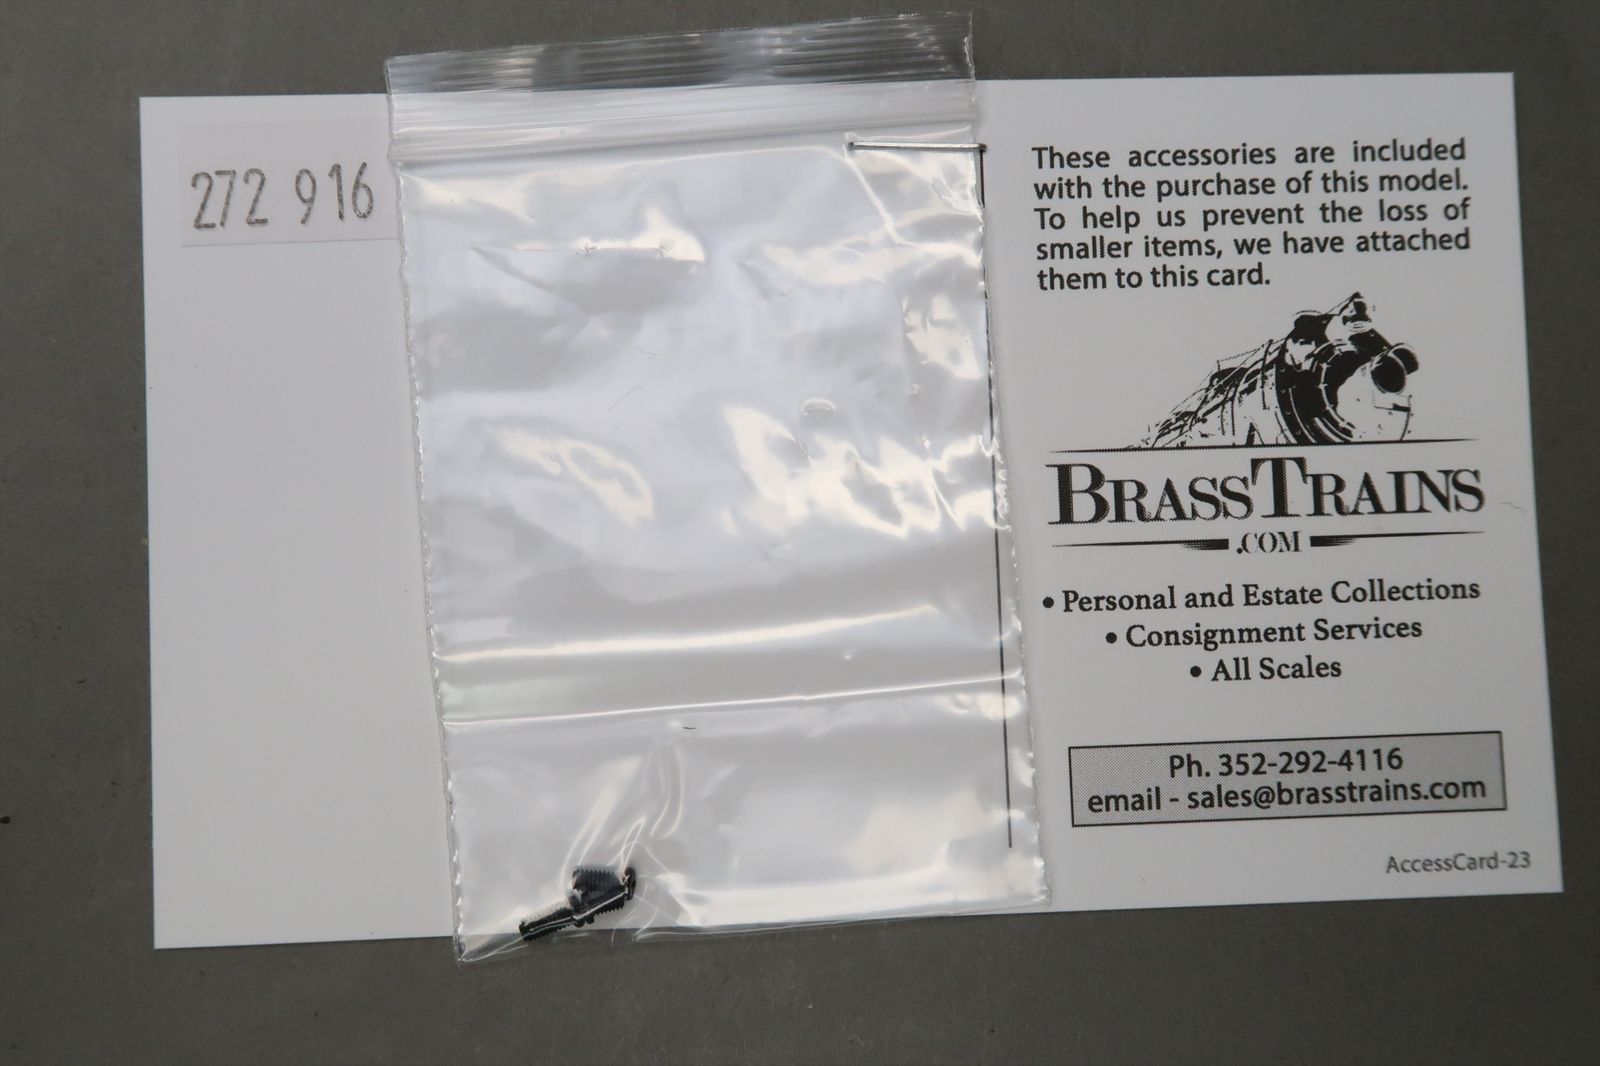 272 916
These accessories are included
with the purchase of this model.
To help us prevent the loss of
smaller items, we have attached
them to this card.
BRASSTRAINS
.COM
• Personal and Estate Collections
• Consignment Services
• All Scales
Ph. 352-292-4116
email - sales@brasstrains.com
AccessCard-23